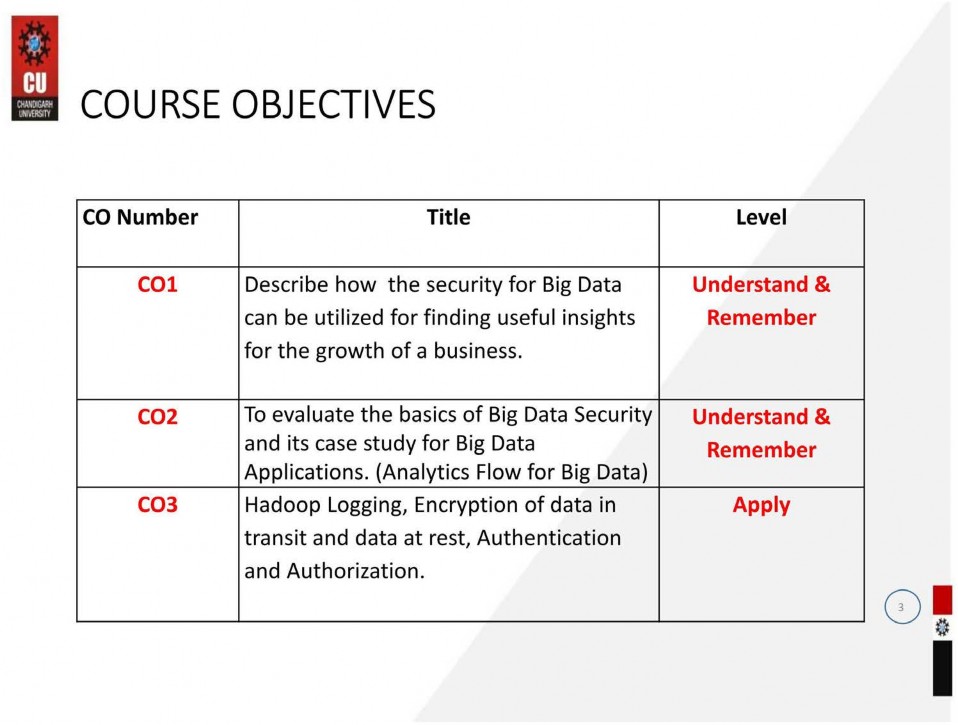 CU
CHANDIGARH
UNIVERSITY
COURSE OBJECTIVES
CO Number Title Level
CO1 Describe how the security for Big Data Understand &
can be utilized for finding useful insights Remember
for the growth of a business.
CO2 To evaluate the basics of Big Data Security Understand &
and its case study for Big Data Remember
Applications. (Analytics Flow for Big Data)
CO3 Hadoop Logging, Encryption of data in Apply
transit and data at rest, Authentication
and Authorization.
3